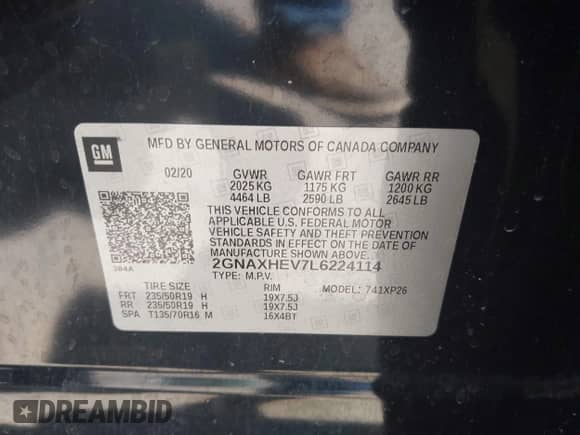 GM
MFD BY GENERAL MOTORS OF CANADA COMPANY
02/20 GVWR GAWR FRT GAWR RR
2025 KG 1175 KG 1200 KG
4464 LB 2590 LB 2645 LB
THIS VEHICLE CONFORMS TO ALL
APPLICABLE U.S. FEDERAL MOTOR
VEHICLE SAFETY AND THEFT PREVENTION
STANDARDS IN EFFECT ON THE DATE OF
MANUFACTURE SHOWN ABOVE.
384A 2GNAXHEV7L6224114
TYPE: M.P.V. MODEL: 741XP26
TIRE SIZE RIM
FRT 235/50R19 H 19X7.5J
RR 235/50R19 H 19X7.5J
SPA T135/70R16 M 16X4BT
DREAMBID